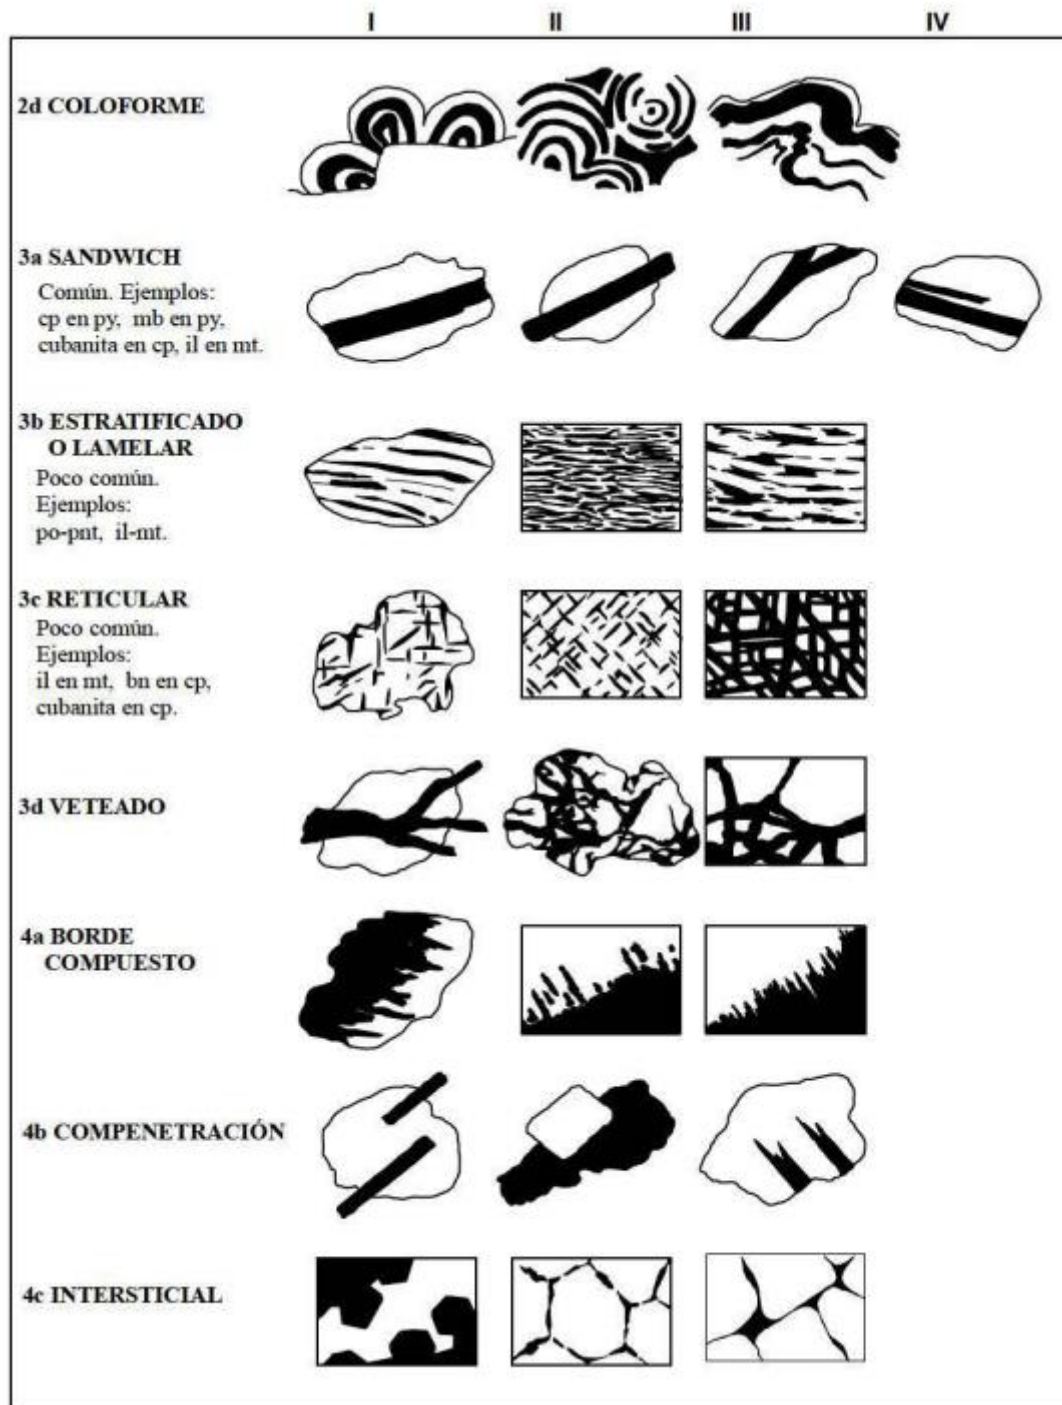 I II III IV
2d COLOFORME
3a SANDWICH
Común. Ejemplos:
cp en py, mb en py,
cubanita en cp, il en mt.
3b ESTRATIFICADO
O LAMELAR
Poco común.
Ejemplos:
po-pnt, il-mt.
3c RETICULAR
Poco común.
Ejemplos:
il en mt, bn en cp,
cubanita en cp.
3d VETEADO
4a BORDE
COMPUESTO
4b COMPENETRACIÓN
4c INTERSTICIAL